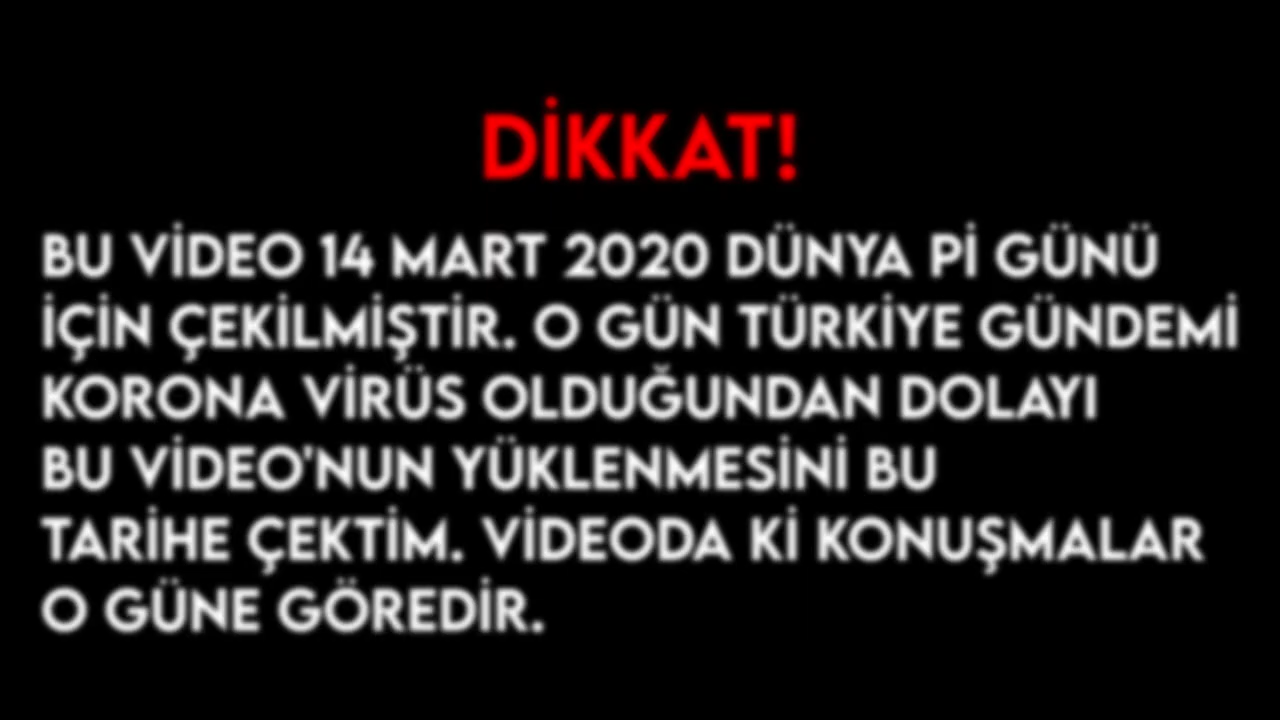 DİKKAT!
BU VİDEO 14 MART 2020 DÜNYA Pİ GÜNÜ
İÇİN ÇEKİLMİŞTİR. O GÜN TÜRKİYE GÜNDEMİ
KORONA VİRÜS OLDUĞUNDAN DOLAYI
BU VİDEO'NUN YÜKLENMESİNİ BU
TARİHE ÇEKTİM. VİDEODA Kİ KONUŞMALAR
O GÜNE GÖREDİR.